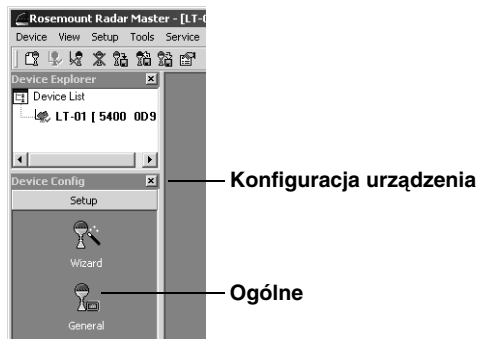 Rosemount Radar Master - [LT-0
Device View Setup Tools Service
Device Explorer
Device List
LT-01 [ 5400 0D9
Device Config
Konfiguracja urządzenia
Setup
Wizard
Ogólne
General